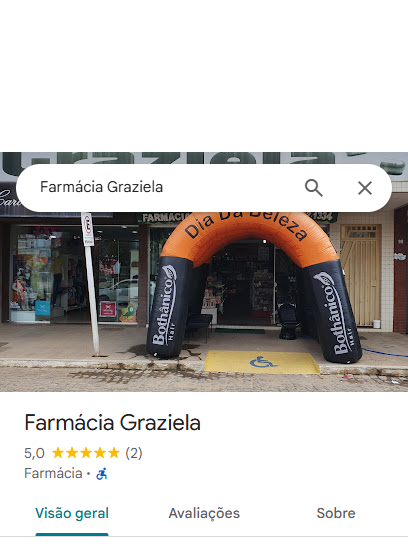 Graziela
Farmácia Graziela
FARMÁCIA
1334
Dia Da Beleza
Bothânico
Hair
Bothânico
Hair
Farmácia Graziela
5,0 ★★★★★ (2)
Farmácia ·
Visão geral
Avaliações
Sobre